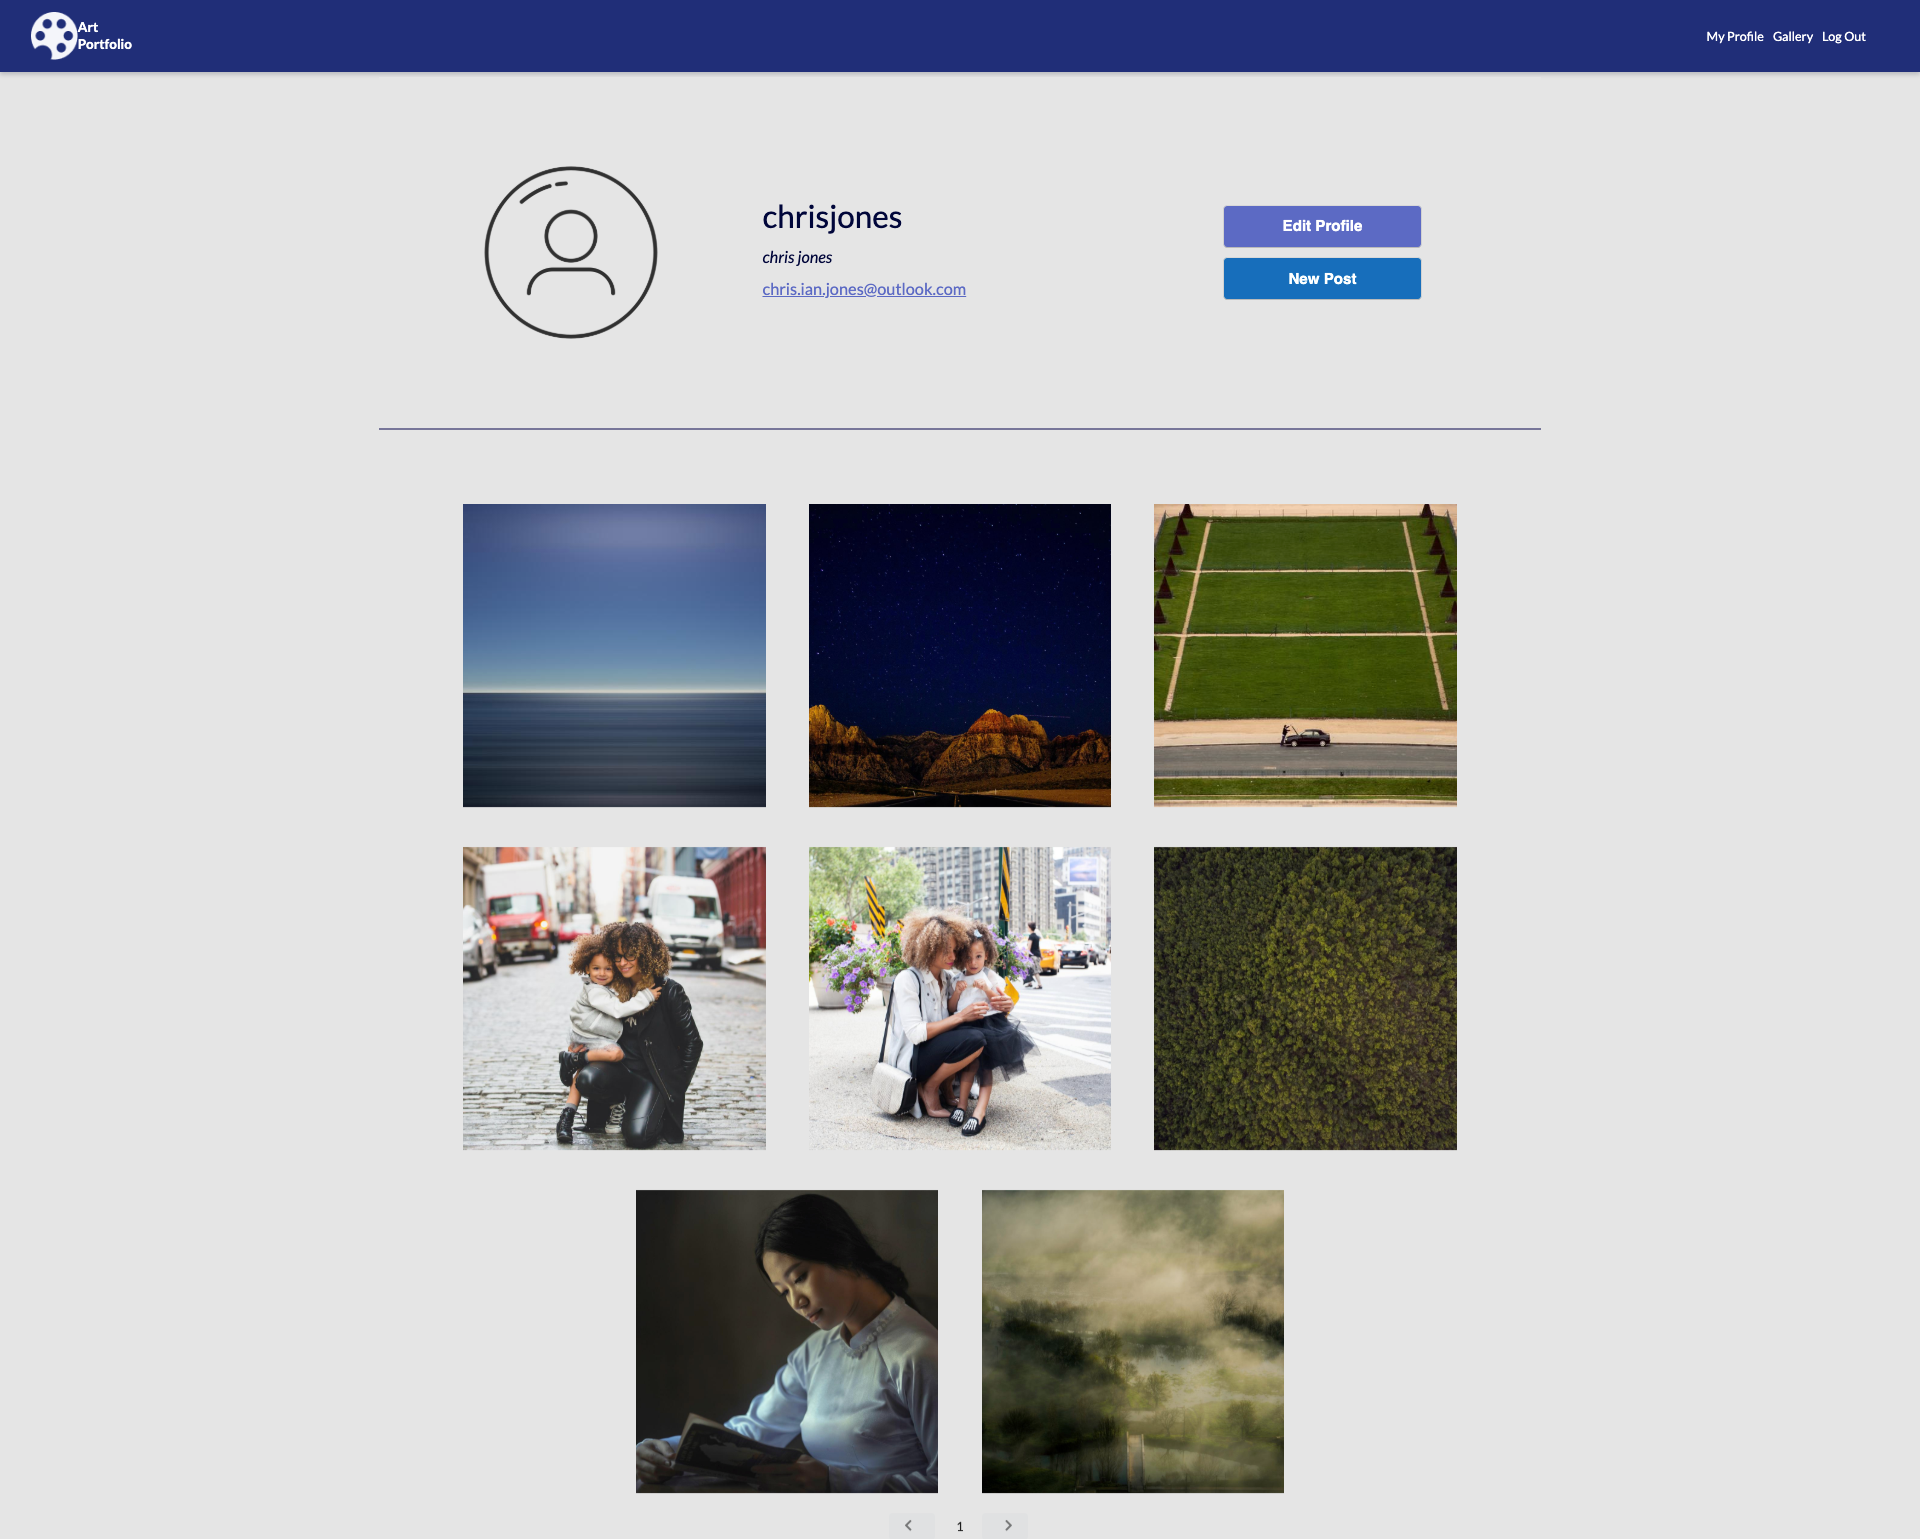 Art
Portfolio
My Profile Gallery Log Out
chrisjones
chris jones
chris.ian.jones@outlook.com
Edit Profile
New Post
1